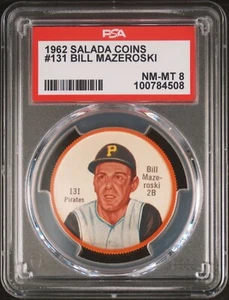 PSA
1962 SALADA COINS
#131 BILL MAZEROSKI
NM-MT 8
100784508
P
131
Pirates
Bill
Maze-
roski
2B